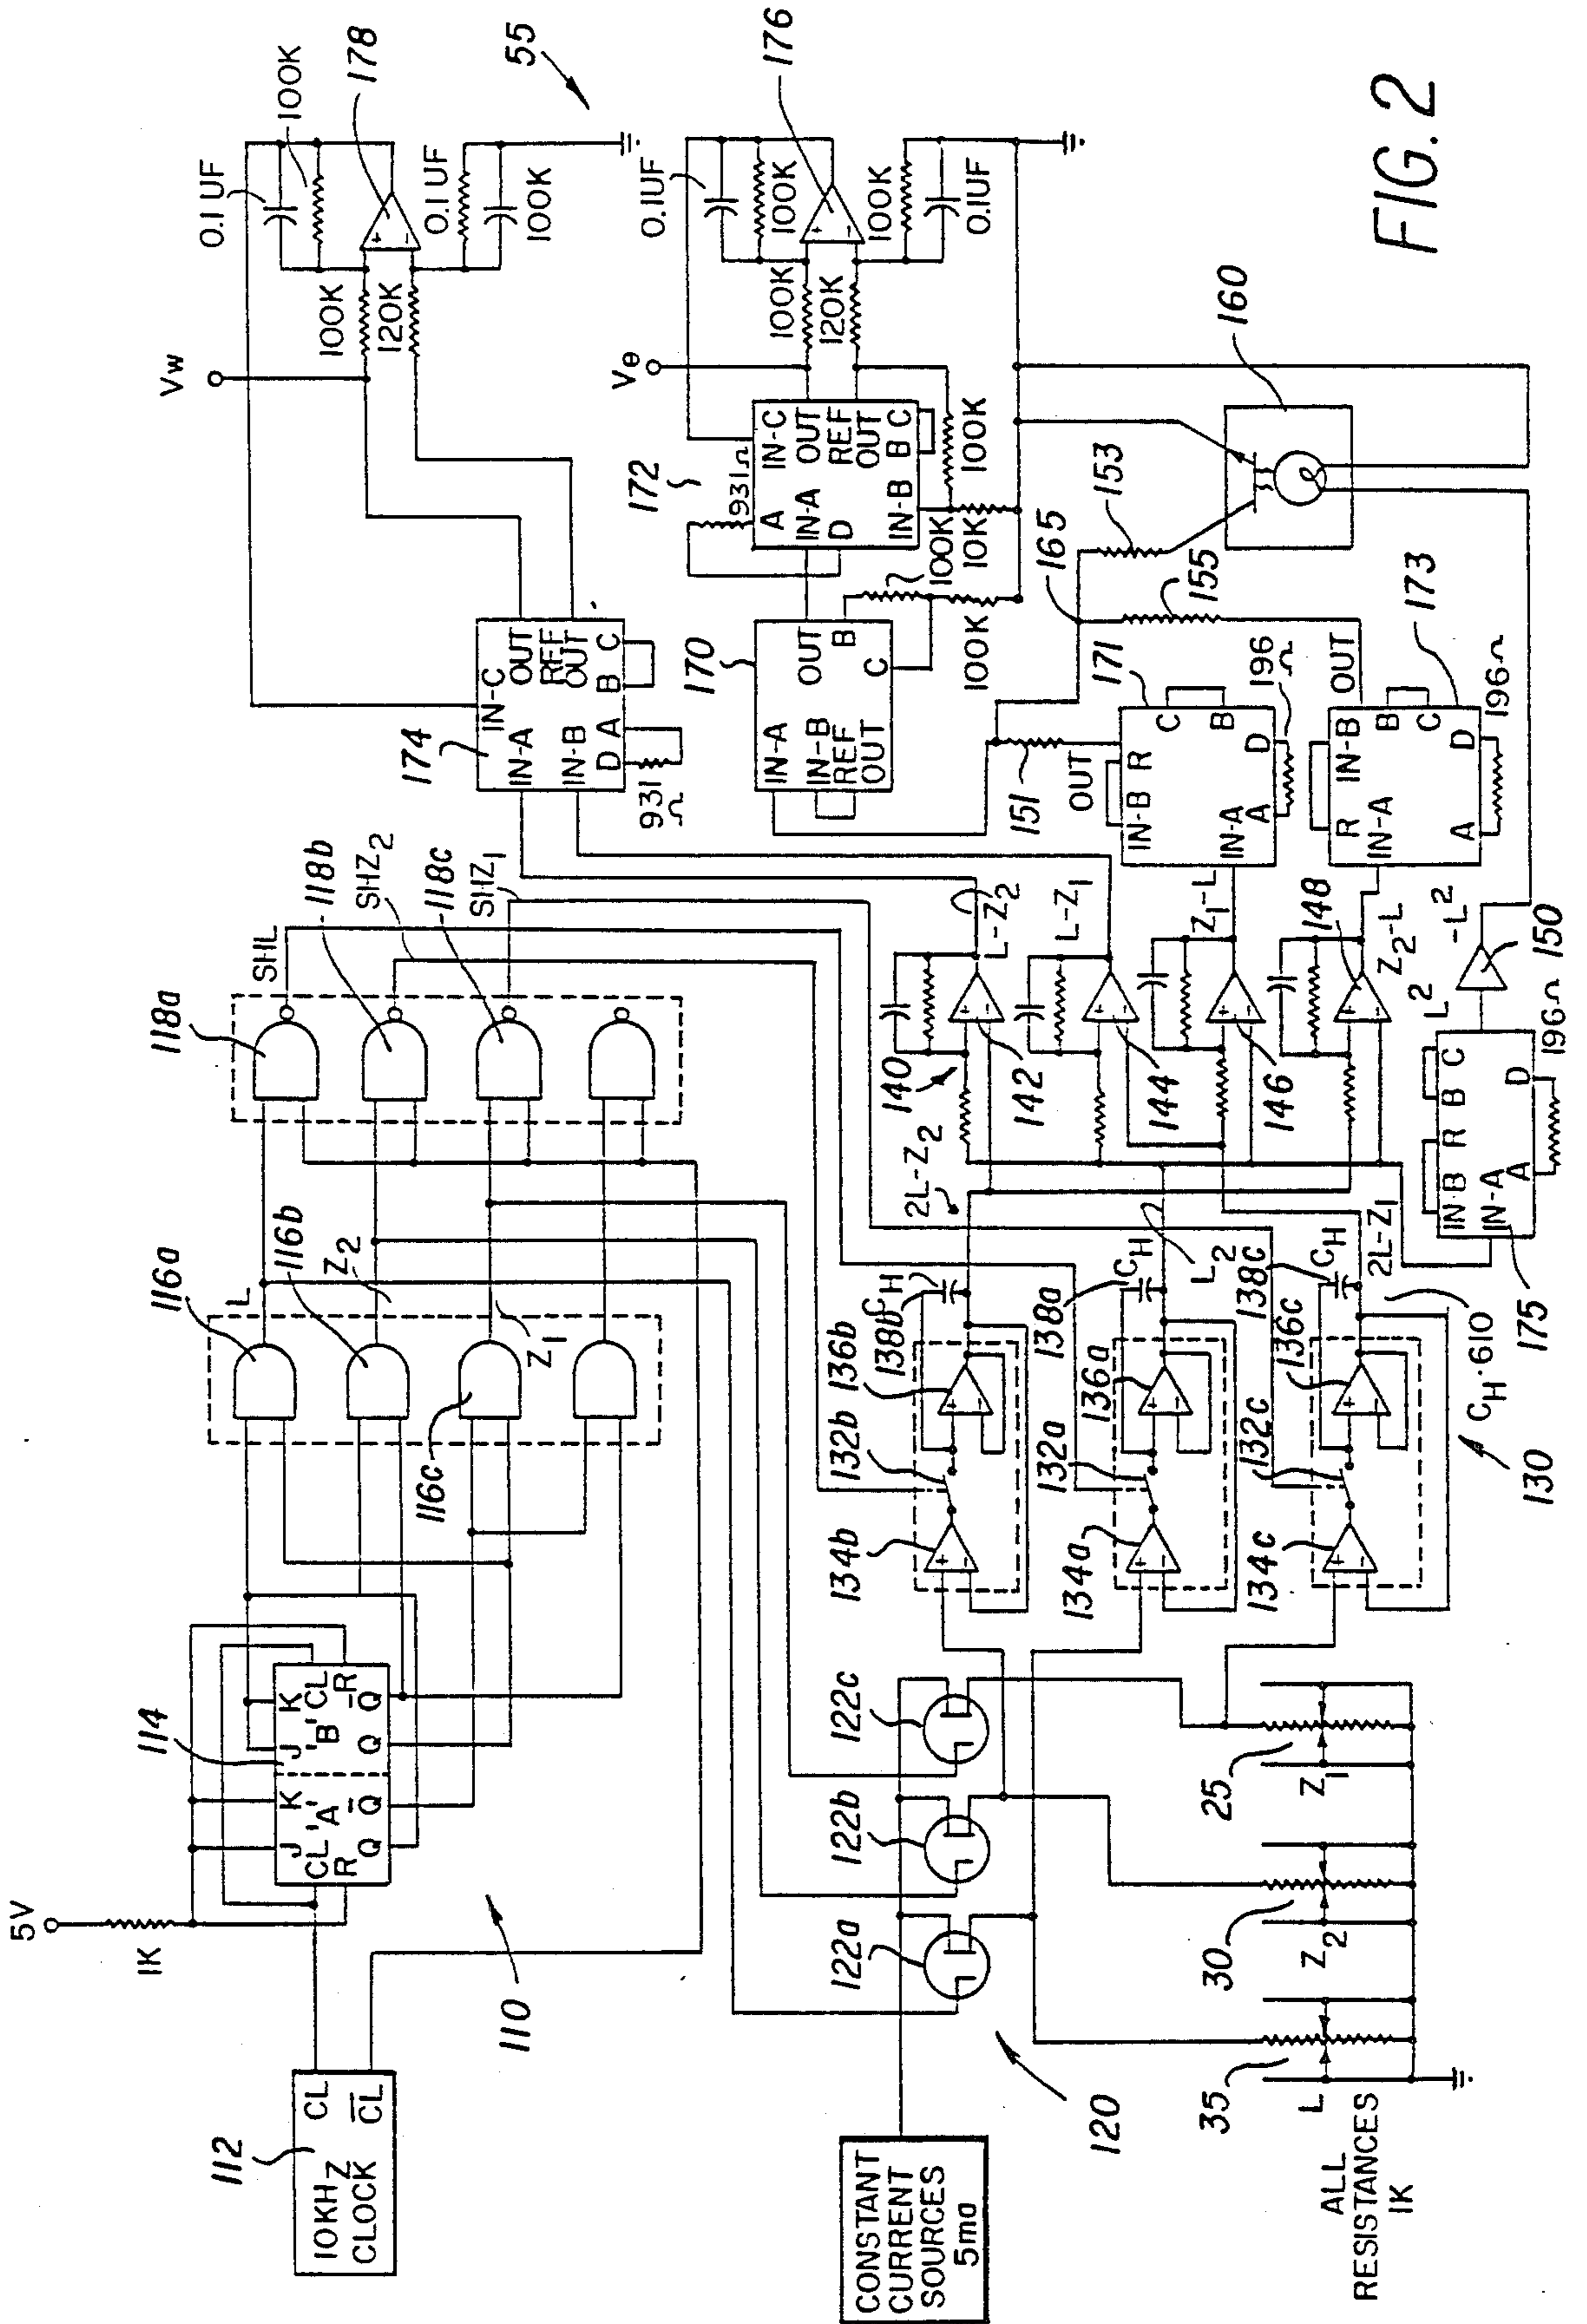 5V
1K
112
10KHZ
CLOCK
CL
CL
110
114
J
K
J
K
'A'
'B'
CL
CL
R
R
Q
Q
Q
Q
116a
L
116b
Z2
116c
Z1
118a
SHL
118b
SHZ2
118c
SHZ1
174
IN-C
IN-A
OUT
IN-B
REF
OUT
D
A
B
C
931
Ω
Vw
100K
120K
0.1 UF
100K
178
0.1 UF
100K
55
170
IN-A
IN-B
REF
OUT
OUT
B
C
100K
100K
10K
172
931Ω
A
IN-A
D
IN-B
IN-C
OUT
REF
OUT
B
C
100K
Vθ
100K
120K
0.1UF
100K
176
100K
0.1UF
CONSTANT
CURRENT
SOURCES
5ma
120
122a
122b
122c
35
L
30
Z2
25
Z1
ALL
RESISTANCES
1K
134b
132b
136b
138b
CH
134a
132a
136a
138a
CH
134c
132c
136c
138c
CH
CH·610
130
2L-Z2
L2
2L-Z1
140
142
144
146
148
L-Z2
L-Z1
Z1-L
Z2-L
151
OUT
IN-B
R
C
B
IN-A
A
D
171
196
Ω
165
153
155
160
OUT
R
IN-B
B
C
IN-A
A
D
173
196Ω
175
IN-B
R
B
C
IN-A
A
D
196Ω
L2
-L2
150
FIG. 2